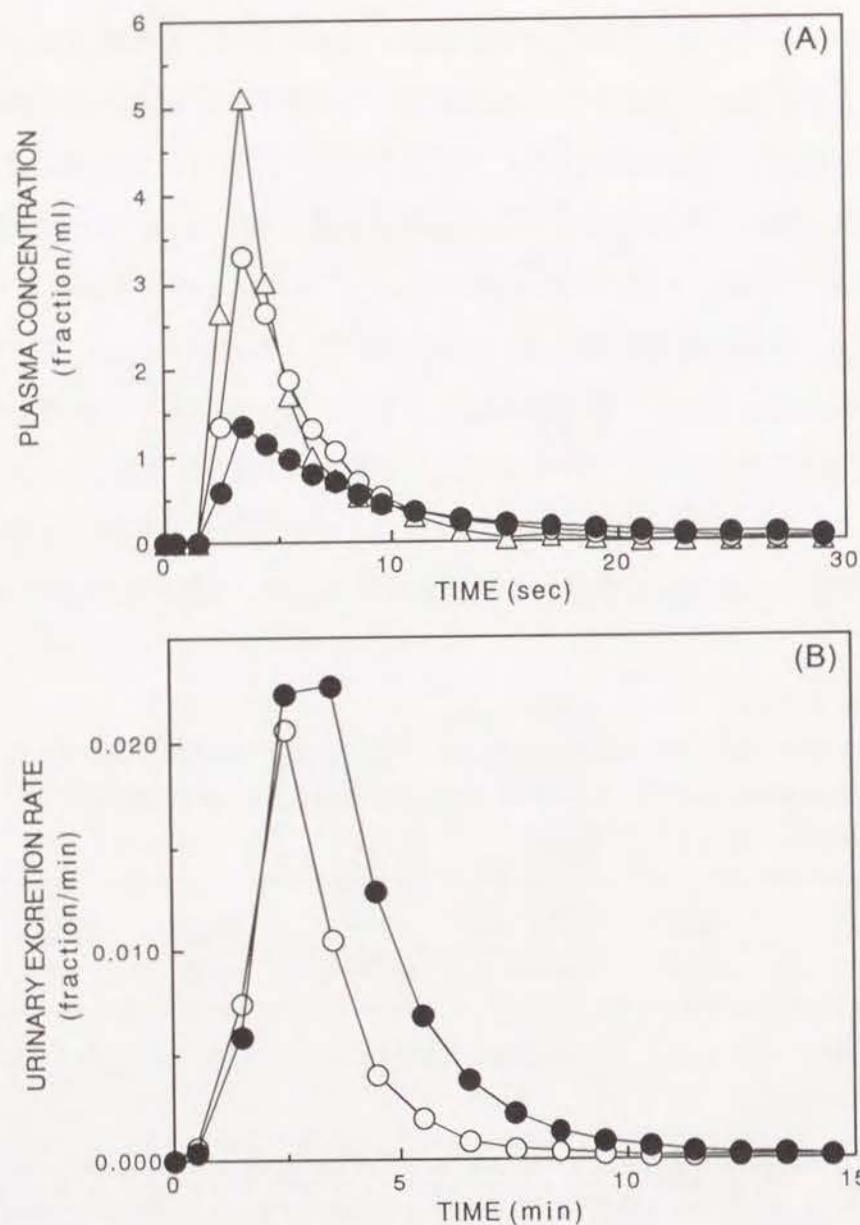 (A)
PLASMA CONCENTRATION
(fraction/ml)
6
5
4
3
2
1
0
0 10 20 30
TIME (sec)
(B)
URINARY EXCRETION RATE
(fraction/min)
0.020
0.010
0.000
0 5 10 15
TIME (min)